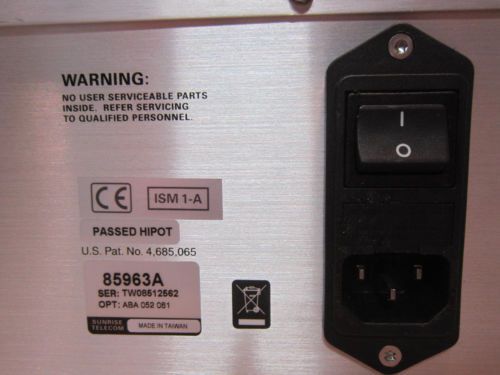 WARNING:
NO USER SERVICEABLE PARTS
INSIDE. REFER SERVICING
TO QUALIFIED PERSONNEL.
CE ISM 1-A
PASSED HIPOT
U.S. Pat. No. 4,685,065
85963A
SER: TW08512562
OPT: ABA 052 081
SUNRISE
TELECOM
MADE IN TAIWAN
I
O